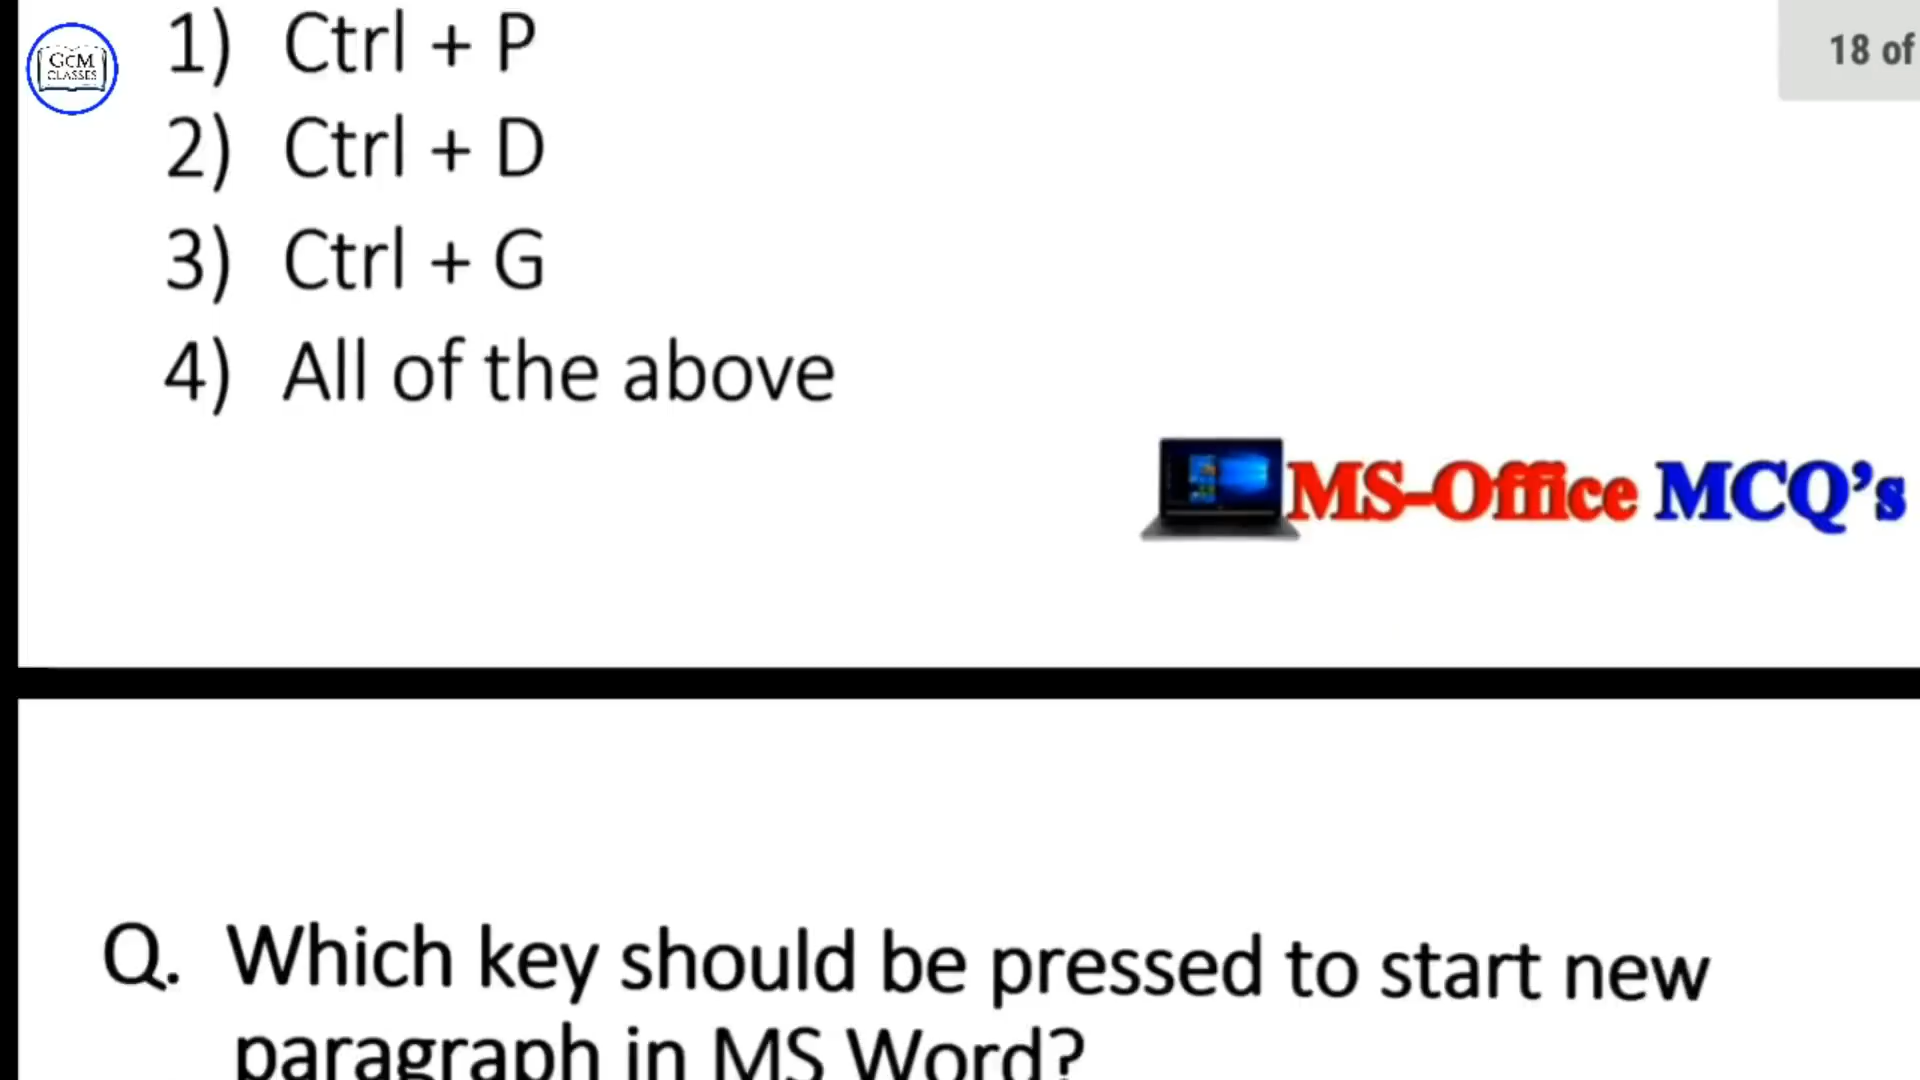 GCM
CLASSES
1) Ctrl + P
18 of
2) Ctrl + D
3) Ctrl + G
4) All of the above
MS-Office MCQ’s
Q. Which key should be pressed to start new
paragraph in MS Word?